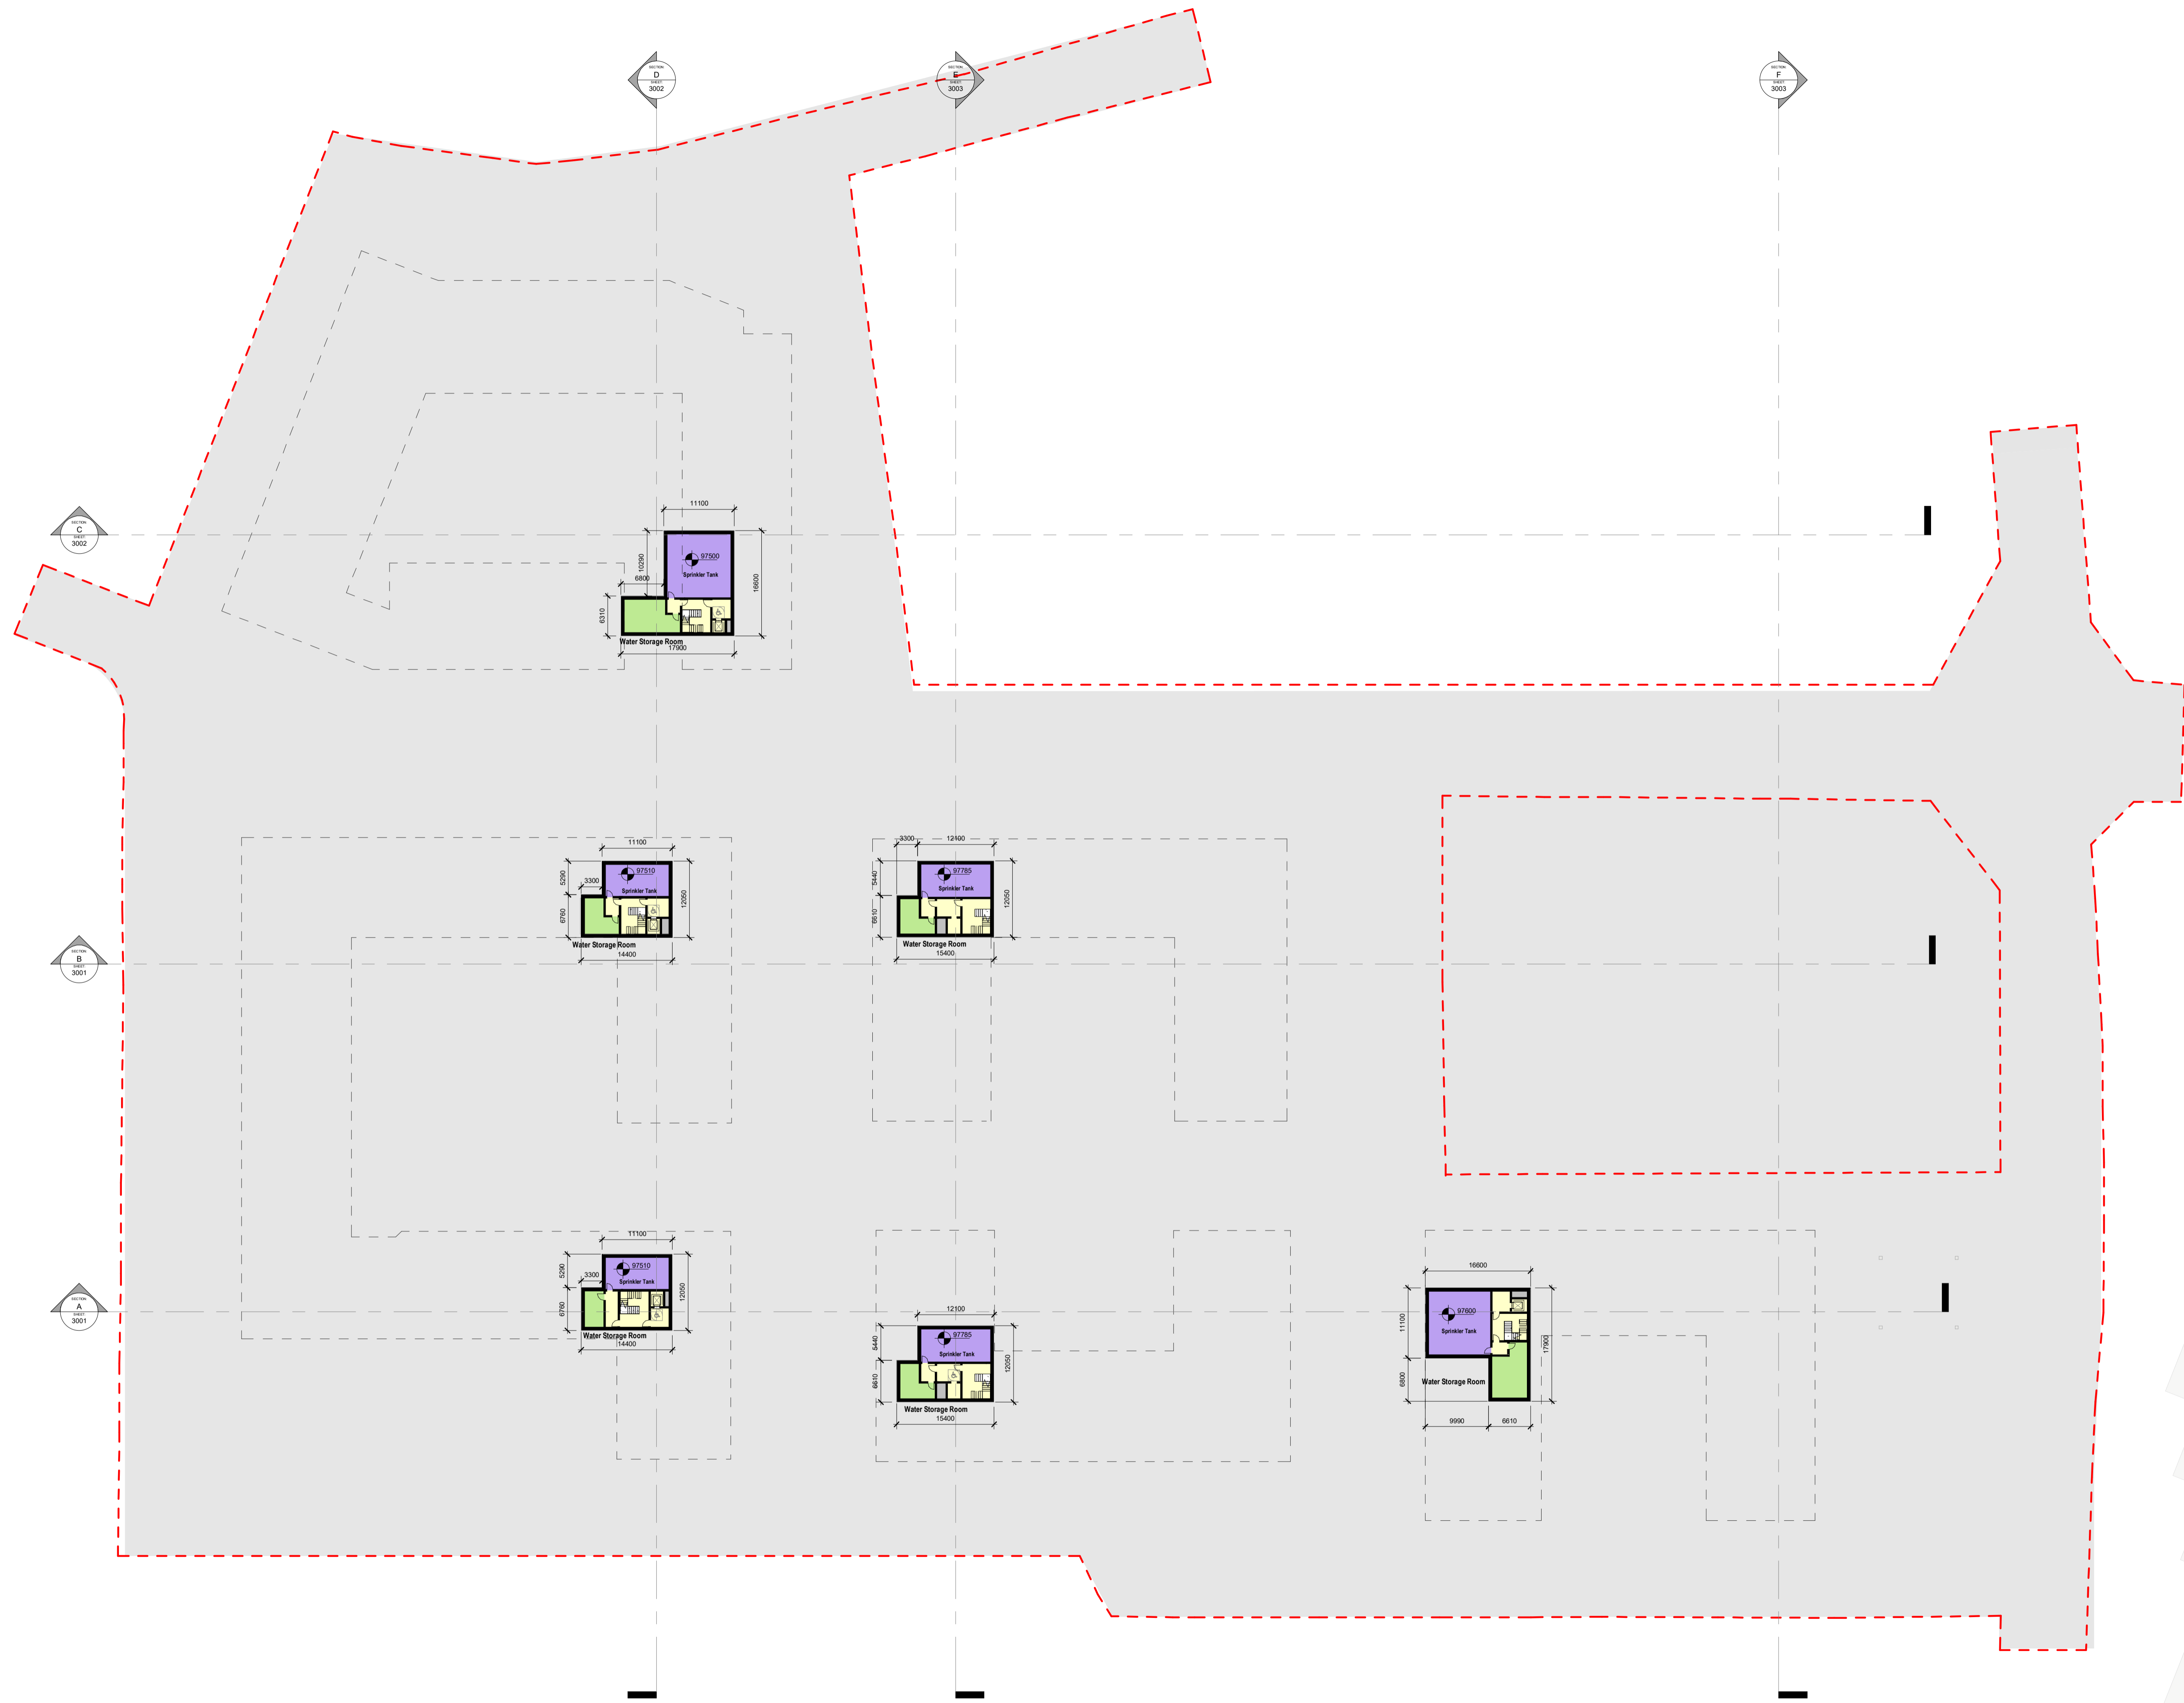 SECTION
D
SHEET
3002
SECTION
E
SHEET
3003
SECTION
F
SHEET
3003
SECTION
C
SHEET
3002
11100
97500
Sprinkler Tank
10290
6800
16600
6310
Water Storage Room
17900
11100
97510
Sprinkler Tank
5290
3300
12050
6760
Water Storage Room
14400
3300
12100
97785
Sprinkler Tank
5440
12050
6610
Water Storage Room
15400
SECTION
B
SHEET
3001
11100
97510
Sprinkler Tank
5290
3300
12050
6760
Water Storage Room
14400
SECTION
A
SHEET
3001
12100
97785
Sprinkler Tank
5440
12050
6610
Water Storage Room
15400
16600
97600
Sprinkler Tank
11100
17900
6800
Water Storage Room
9990
6610